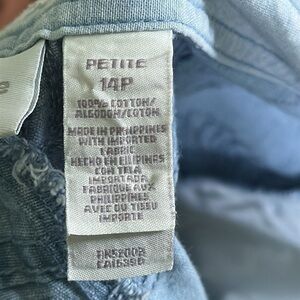 PETITE
14P
100% COTTON/
ALGODON/COTON
MADE IN PHILIPPINES
WITH IMPORTED
FABRIC
HECHO EN FILIPINAS
CON TELA
IMPORTADA
FABRIQUE AUX
PHILIPPINES
AVEC DU TISSU
IMPORTE